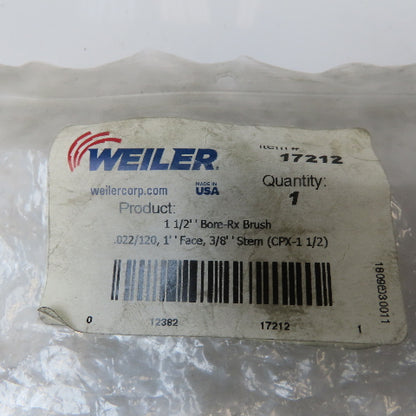 WEILER
Item #
17212
weilercorp.com
MADE IN
USA
Quantity:
1
Product:
1 1/2'' Bore-Rx Brush
.022/120, 1'' Face, 3/8'' Stem (CPX-1 1/2)
0 12382 17212 1